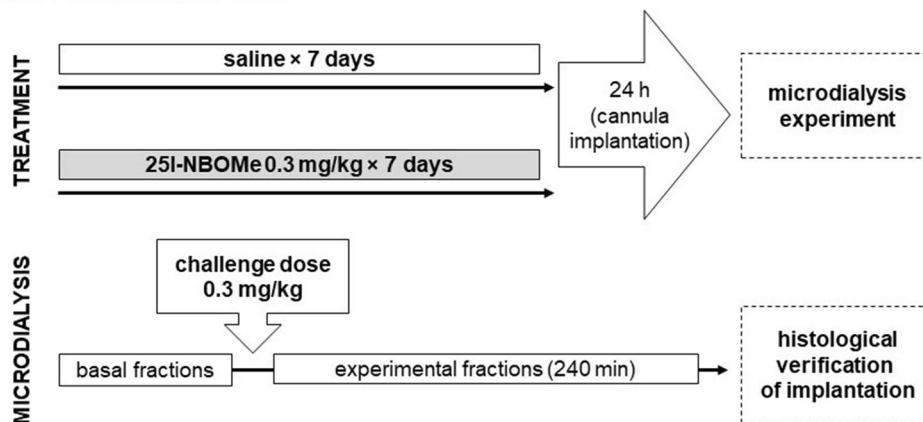 TREATMENT
saline × 7 days
25I-NBOMe 0.3 mg/kg × 7 days
24 h
(cannula
implantation)
microdialysis
experiment
MICRODIALYSIS
challenge dose
0.3 mg/kg
basal fractions
experimental fractions (240 min)
histological
verification
of implantation